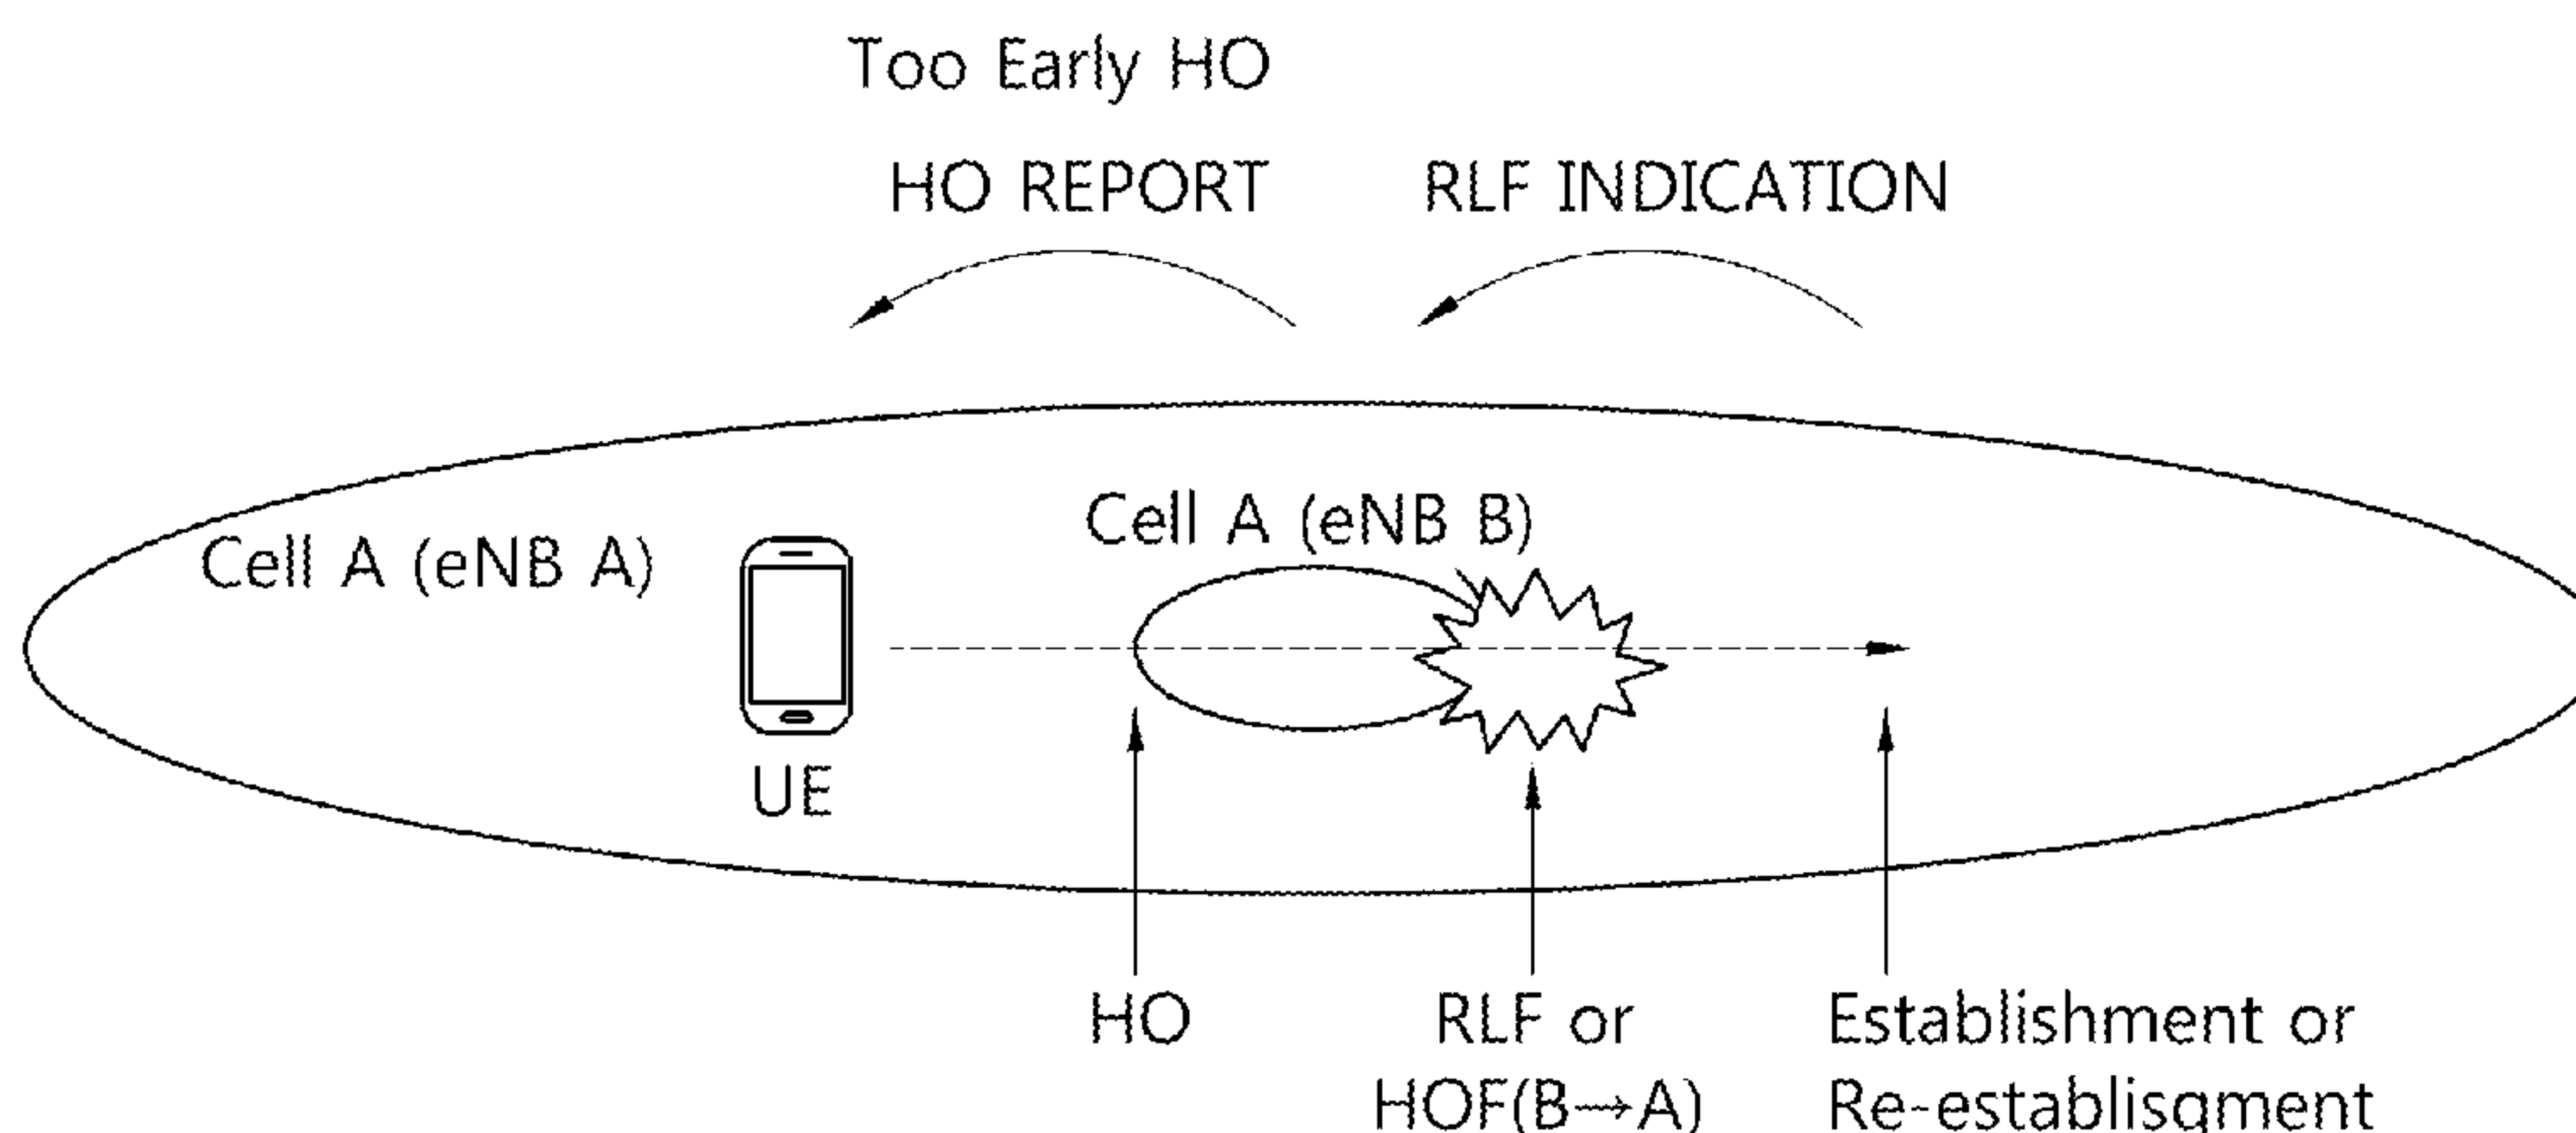 Too Early HO
HO REPORT
RLF INDICATION
Cell A (eNB A)
Cell A (eNB B)
UE
HO
RLF or
HOF(B→A)
Establishment or
Re-establisgment